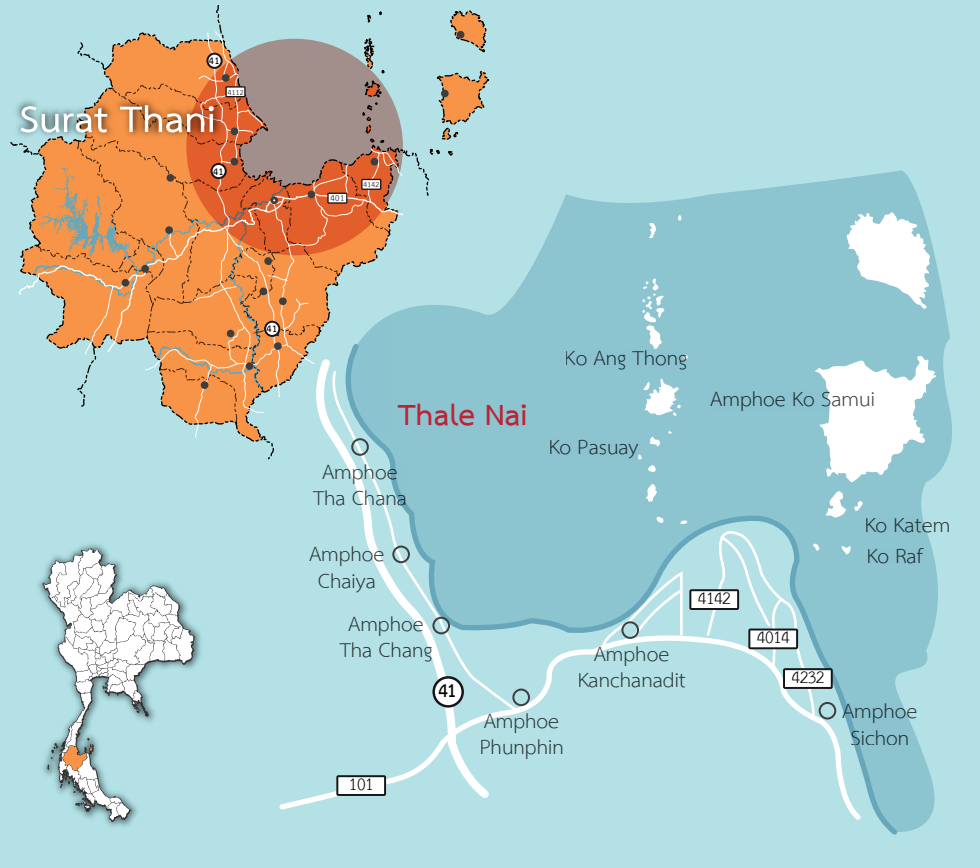 41
4112
Surat Thani
41
4142
401
41
Ko Ang Thong
Amphoe Ko Samui
Thale Nai
Ko Pasuay
Amphoe
Tha Chana
Ko Katem
Ko Raf
Amphoe
Chaiya
4142
Amphoe
Tha Chang
4014
Amphoe
Kanchanadit
4232
41
Amphoe
Phunphin
Amphoe
Sichon
101